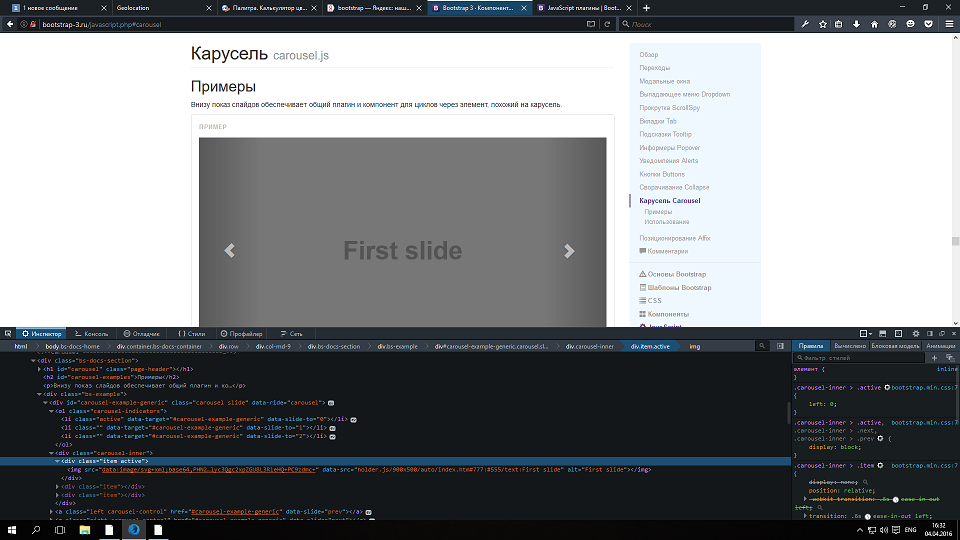 1 новое сообщение
Geolocation
Палитра. Калькулятор цв...
bootstrap — Яндекс: наш...
Bootstrap 3 · Компонент...
JavaScript плагины | Boot...
bootstrap-3.ru/javascript.php#carousel
Поиск
Карусель carousel.js
Примеры
Внизу показ слайдов обеспечивает общий плагин и компонент для циклов через элемент, похожий на карусель.
ПРИМЕР
First slide
Обзор
Переходы
Модальные окна
Выпадающее меню Dropdown
Прокрутка ScrollSpy
Вкладки Tab
Подсказки Tooltip
Информеры Popover
Уведомления Alerts
Кнопки Buttons
Сворачивание Collapse
Карусель Carousel
Примеры
Использование
Позиционирование Affix
Комментарии
Основы Bootstrap
Шаблоны Bootstrap
CSS
Компоненты
JavaScript
Инспектор
Консоль
Отладчик
{ } Стили
Профайлер
Сеть
html
body.bs-docs-home
div.container.bs-docs-container
div.row
div.col-md-9
div.bs-docs-section
div.bs-example
div#carousel-example-generic.carousel.sl...
div.carousel-inner
div.item.active
img
<div class="bs-docs-section">
<h1 id="carousel" class="page-header"></h1>
<h2 id="carousel-examples">Примеры</h2>
<p>Внизу показ слайдов обеспечивает общий плагин и ко…</p>
<div class="bs-example">
<div id="carousel-example-generic" class="carousel slide" data-ride="carousel"> ev
<ol class="carousel-indicators">
<li class="active" data-target="#carousel-example-generic" data-slide-to="0"></li> ev
<li class="" data-target="#carousel-example-generic" data-slide-to="1"></li> ev
<li class="" data-target="#carousel-example-generic" data-slide-to="2"></li> ev
</ol>
<div class="carousel-inner">
<div class="item active">
data-src="holder.js/900x500/auto/#777:#555/text:First slide" alt="First slide"></img>
</div>
<div class="item"></div>
<div class="item"></div>
</div>
<a class="left carousel-control" href="#carousel-example-generic" data-slide="prev"></a> ev
Правила
Вычислено
Блоковая модель
Анимации
Фильтр стилей
элемент {
inline
}
.carousel-inner > .active
bootstrap.min.css:7
{
left: 0;
}
.carousel-inner > .active,
bootstrap.min.css:7
.carousel-inner > .next,
.carousel-inner > .prev {
display: block;
}
.carousel-inner > .item
bootstrap.min.css:7
{
display: none;
position: relative;
-webkit-transition: .6s ease-in-out
left;
transition: .6s ease-in-out left;
ENG
16:32
04.04.2016